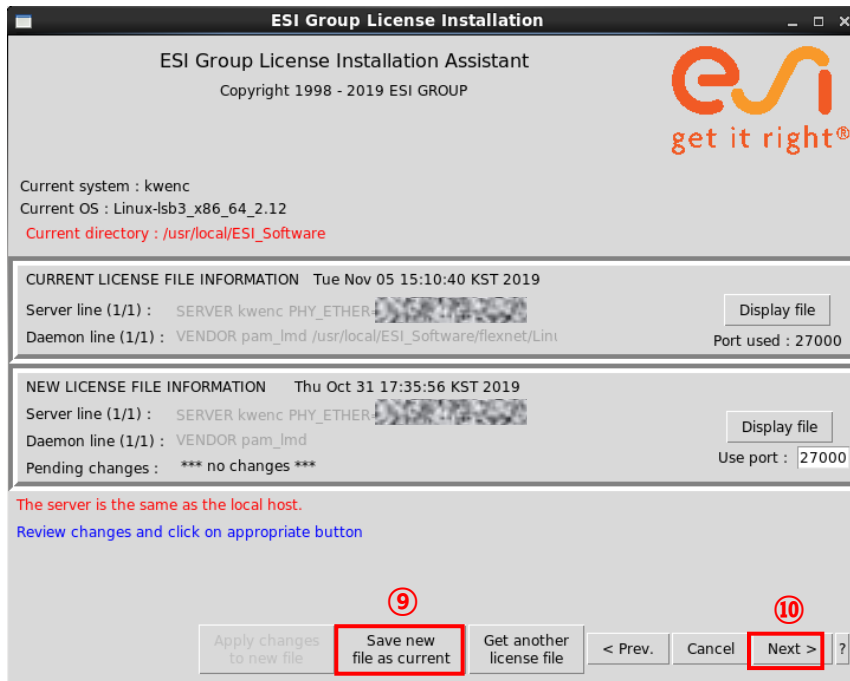 ESI Group License Installation
ESI Group License Installation Assistant
Copyright 1998 - 2019 ESI GROUP
esi
get it right®
Current system : kwenc
Current OS : Linux-lsb3_x86_64_2.12
Current directory : /usr/local/ESI_Software
CURRENT LICENSE FILE INFORMATION Tue Nov 05 15:10:40 KST 2019
Server line (1/1) : SERVER kwenc PHY_ETHER=
Display file
Daemon line (1/1) : VENDOR pam_lmd /usr/local/ESI_Software/flexnet/Linu
Port used : 27000
NEW LICENSE FILE INFORMATION Thu Oct 31 17:35:56 KST 2019
Server line (1/1) : SERVER kwenc PHY_ETHER=
Display file
Daemon line (1/1) : VENDOR pam_lmd
Use port : 27000
Pending changes : *** no changes ***
The server is the same as the local host.
Review changes and click on appropriate button
⑨
⑩
Apply changes
to new file
Save new
file as current
Get another
license file
< Prev.
Cancel
Next >
?